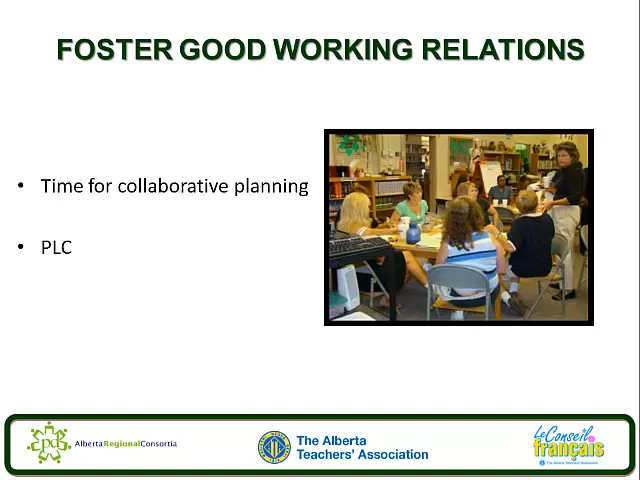 FOSTER GOOD WORKING RELATIONS
• Time for collaborative planning
• PLC
AlbertaRegionalConsortia
The Alberta
Teachers' Association
Le Conseil
français